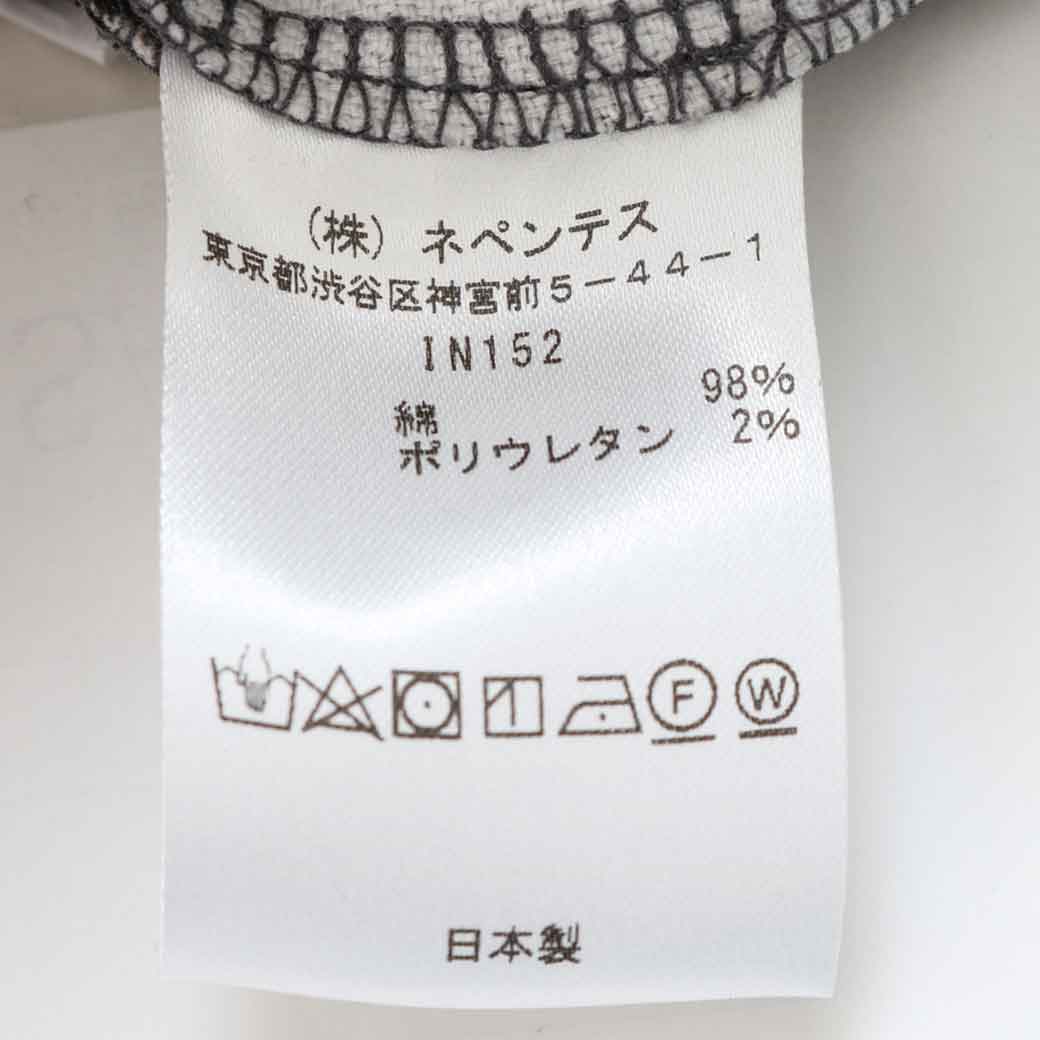 (株) ネペンテス
東京都渋谷区神宮前5-44-1
IN152
綿 98%
ポリウレタン 2%
F W
日本製